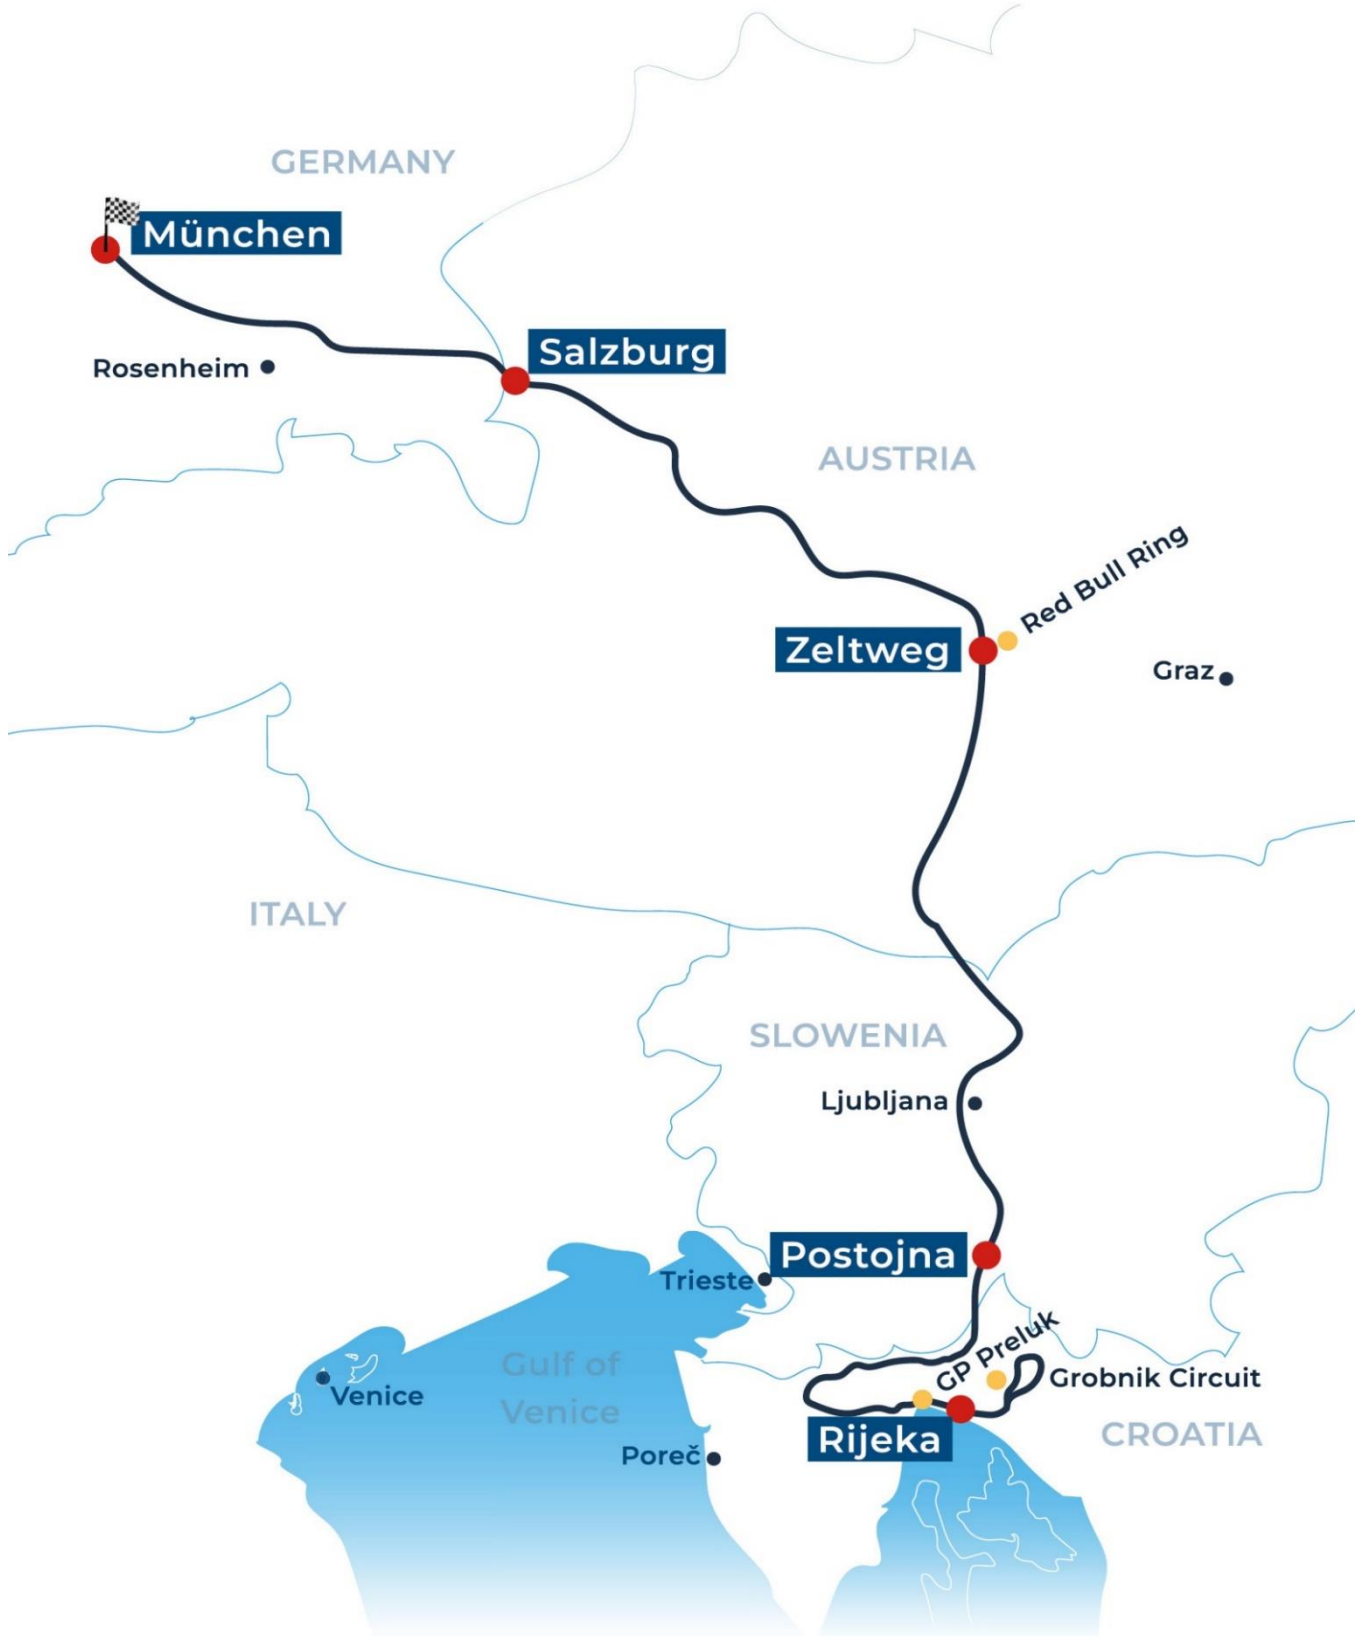 GERMANY
München
Salzburg
Rosenheim
AUSTRIA
Red Bull Ring
Zeltweg
Graz
ITALY
SLOWENIA
Ljubljana
Postojna
Trieste
GP Preluk
Gulf of
Venice
Grobnik Circuit
Venice
Rijeka
CROATIA
Poreč